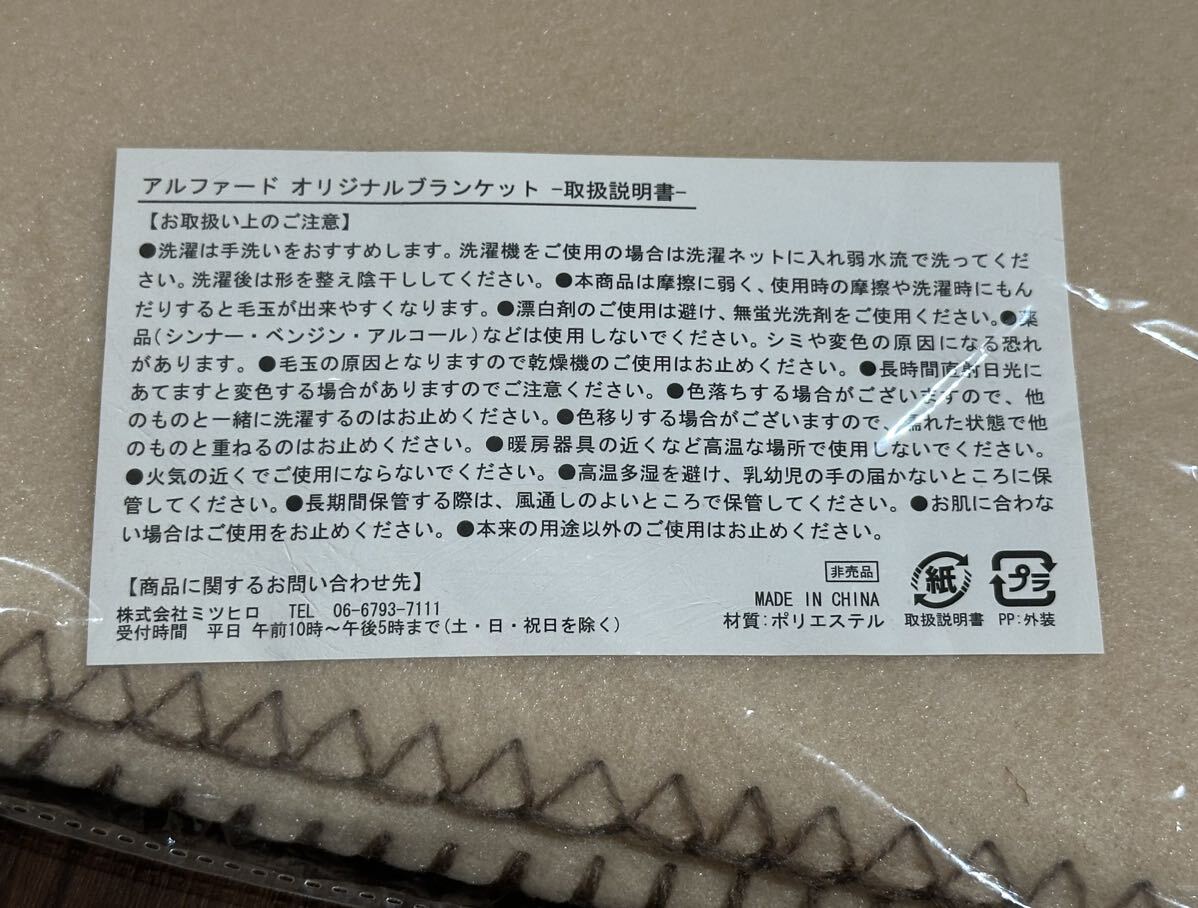 アルファード オリジナルブランケット -取扱説明書-
【お取扱い上のご注意】
●洗濯は手洗いをおすすめします。洗濯機をご使用の場合は洗濯ネットに入れ弱水流で洗ってくだ
さい。洗濯後は形を整え陰干ししてください。●本商品は摩擦に弱く、使用時の摩擦や洗濯時にもん
だりすると毛玉が出来やすくなります。●漂白剤のご使用は避け、無蛍光洗剤をご使用ください。●薬
品(シンナー・ベンジン・アルコール)などは使用しないでください。シミや変色の原因になる恐れ
があります。●毛玉の原因となりますので乾燥機のご使用はお止めください。●長時間直射日光に
あてますと変色する場合がありますのでご注意ください。●色落ちする場合がございますので、他
のものと一緒に洗濯するのはお止めください。●色移りする場合がございますので、濡れた状態で他
のものと重ねるのはお止めください。●暖房器具の近くなど高温な場所で使用しないでください。
●火気の近くでご使用にならないでください。●高温多湿を避け、乳幼児の手の届かないところに保
管してください。●長期間保管する際は、風通しのよいところで保管してください。●お肌に合わな
い場合はご使用をお止めください。●本来の用途以外のご使用はお止めください。
【商品に関するお問い合わせ先】
株式会社ミツヒロ TEL 06-6793-7111
受付時間 平日 午前10時～午後5時まで(土・日・祝日を除く)
非売品
MADE IN CHINA
材質:ポリエステル
紙
取扱説明書
プラ
PP:外装